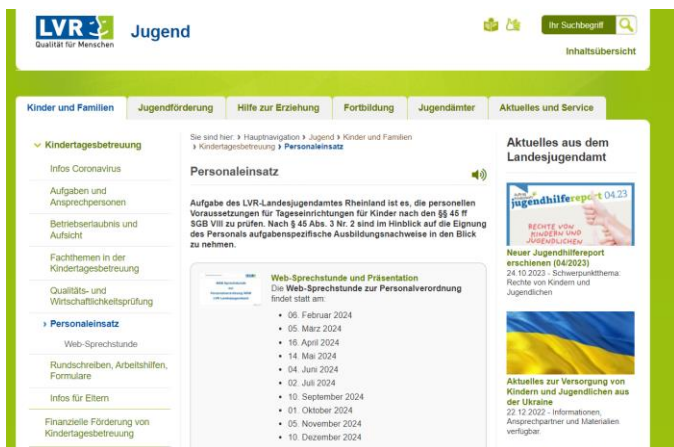 LVR
Qualität für Menschen
Jugend
Ihr Suchbegriff
Inhaltsübersicht
Kinder und Familien
Jugendförderung
Hilfe zur Erziehung
Fortbildung
Jugendämter
Aktuelles und Service
Kindertagesbetreuung
Infos Coronavirus
Aufgaben und
Ansprechpersonen
Betriebserlaubnis und
Aufsicht
Fachthemen in der
Kindertagesbetreuung
Qualitäts- und
Wirtschaftlichkeitsprüfung
Personaleinsatz
Web-Sprechstunde
Rundschreiben, Arbeitshilfen,
Formulare
Infos für Eltern
Finanzielle Förderung von
Kindertagesbetreuung
Sie sind hier: › Hauptnavigation › Jugend › Kinder und Familien
› Kindertagesbetreuung › Personaleinsatz
Personaleinsatz
Aufgabe des LVR-Landesjugendamtes Rheinland ist es, die personellen
Voraussetzungen für Tageseinrichtungen für Kinder nach den §§ 45 ff
SGB VIII zu prüfen. Nach § 45 Abs. 3 Nr. 2 sind im Hinblick auf die Eignung
des Personals aufgabenspezifische Ausbildungsnachweise in den Blick
zu nehmen.
Web-Sprechstunde und Präsentation
Die Web-Sprechstunde zur Personalverordnung
findet statt am:
• 06. Februar 2024
• 05. März 2024
• 16. April 2024
• 14. Mai 2024
• 04. Juni 2024
• 02. Juli 2024
• 10. September 2024
• 01. Oktober 2024
• 05. November 2024
• 10. Dezember 2024
Aktuelles aus dem
Landesjugendamt
jugendhilfereport 04.23
RECHTE VON
KINDERN UND
JUGENDLICHEN
Neuer Jugendhilfereport
erschienen (04/2023)
24.10.2023 - Schwerpunktthema:
Rechte von Kindern und
Jugendlichen
Aktuelles zur Versorgung von
Kindern und Jugendlichen aus
der Ukraine
22.12.2022 - Informationen,
Ansprechpartner und Materialien
verfügbar.